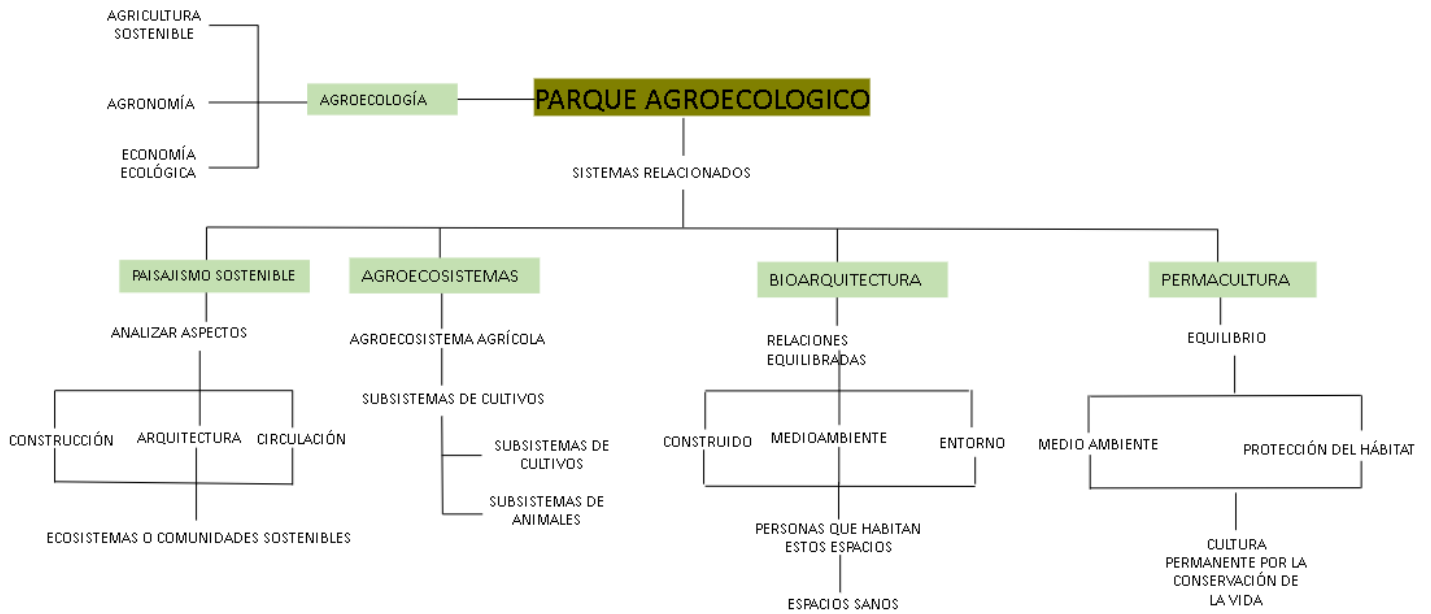 AGRICULTURA
SOSTENIBLE
AGROECOLOGÍA
PARQUE AGROECOLOGICO
AGRONOMÍA
ECONOMÍA
ECOLÓGICA
SISTEMAS RELACIONADOS
PAISAJISMO SOSTENIBLE
AGROECOSISTEMAS
BIOARQUITECTURA
PERMACULTURA
ANALIZAR ASPECTOS
AGROECOSISTEMA AGRÍCOLA
RELACIONES
EQUILIBRADAS
EQUILIBRIO
SUBSISTEMAS DE CULTIVOS
CONSTRUCCIÓN
ARQUITECTURA
CIRCULACIÓN
SUBSISTEMAS DE
CULTIVOS
SUBSISTEMAS DE
ANIMALES
CONSTRUIDO
MEDIOAMBIENTE
ENTORNO
MEDIO AMBIENTE
PROTECCIÓN DEL HÁBITAT
ECOSISTEMAS O COMUNIDADES SOSTENIBLES
PERSONAS QUE HABITAN
ESTOS ESPACIOS
ESPACIOS SANOS
CULTURA
PERMANENTE POR LA
CONSERVACIÓN DE
LA VIDA